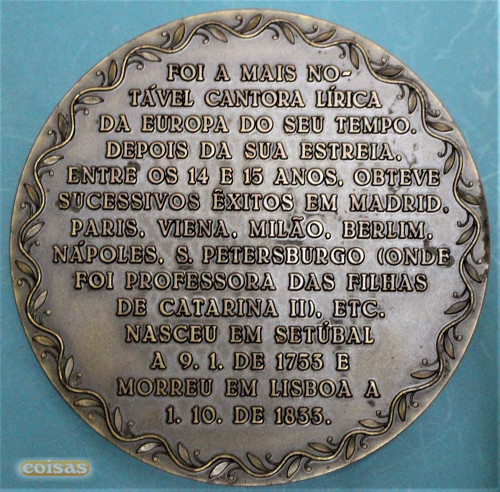 FOI A MAIS NO-
TÁVEL CANTORA LÍRICA
DA EUROPA DO SEU TEMPO.
DEPOIS DA SUA ESTREIA,
ENTRE OS 14 E 15 ANOS, OBTEVE
SUCESSIVOS ÊXITOS EM MADRID,
PARIS, VIENA, MILÃO, BERLIM,
NÁPOLES, S. PETERSBURGO (ONDE
FOI PROFESSORA DAS FILHAS
DE CATARINA II), ETC.
NASCEU EM SETÚBAL
A 9. 1. DE 1753 E
MORREU EM LISBOA A
1. 10. DE 1833.
coisas